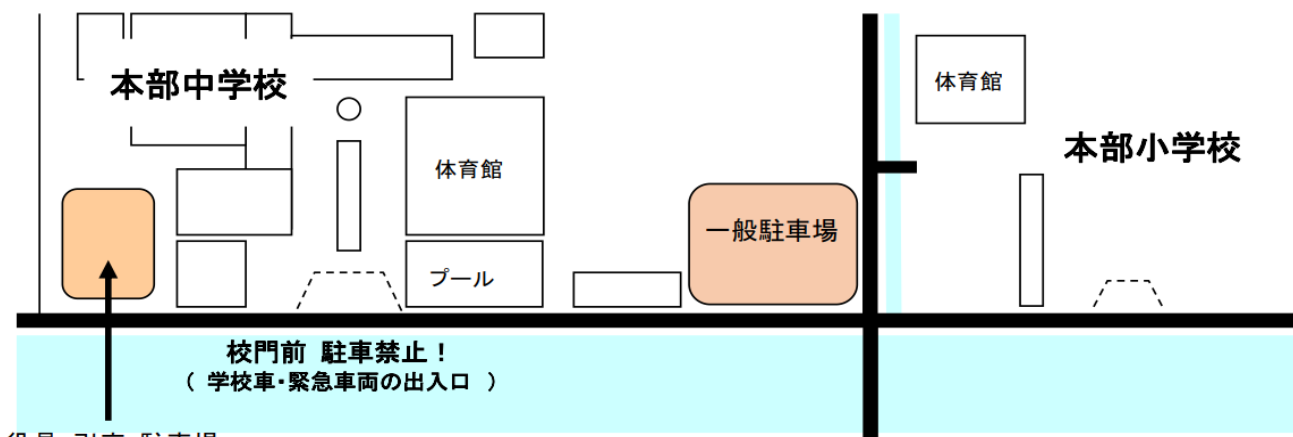 本部中学校
体育館
プール
一般駐車場
体育館
本部小学校
校門前 駐車禁止！
（ 学校車・緊急車両の出入口 ）